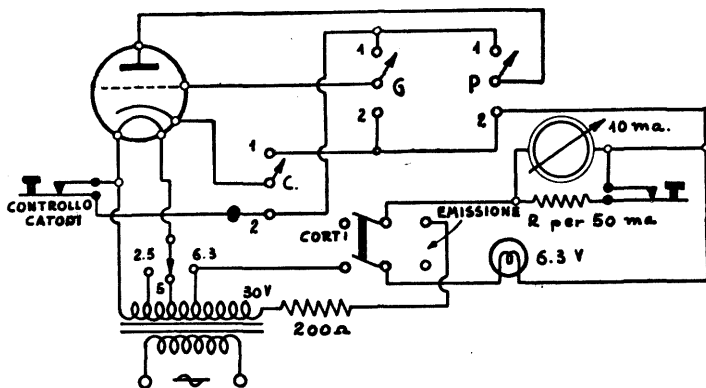 1
G
2
1
P
2
10 ma.
1
C.
2
CONTROLLO
CATODI
CORTI
EMISSIONE
R per 50 ma
6.3 V
2.5
5
6.3
30V
200Ω